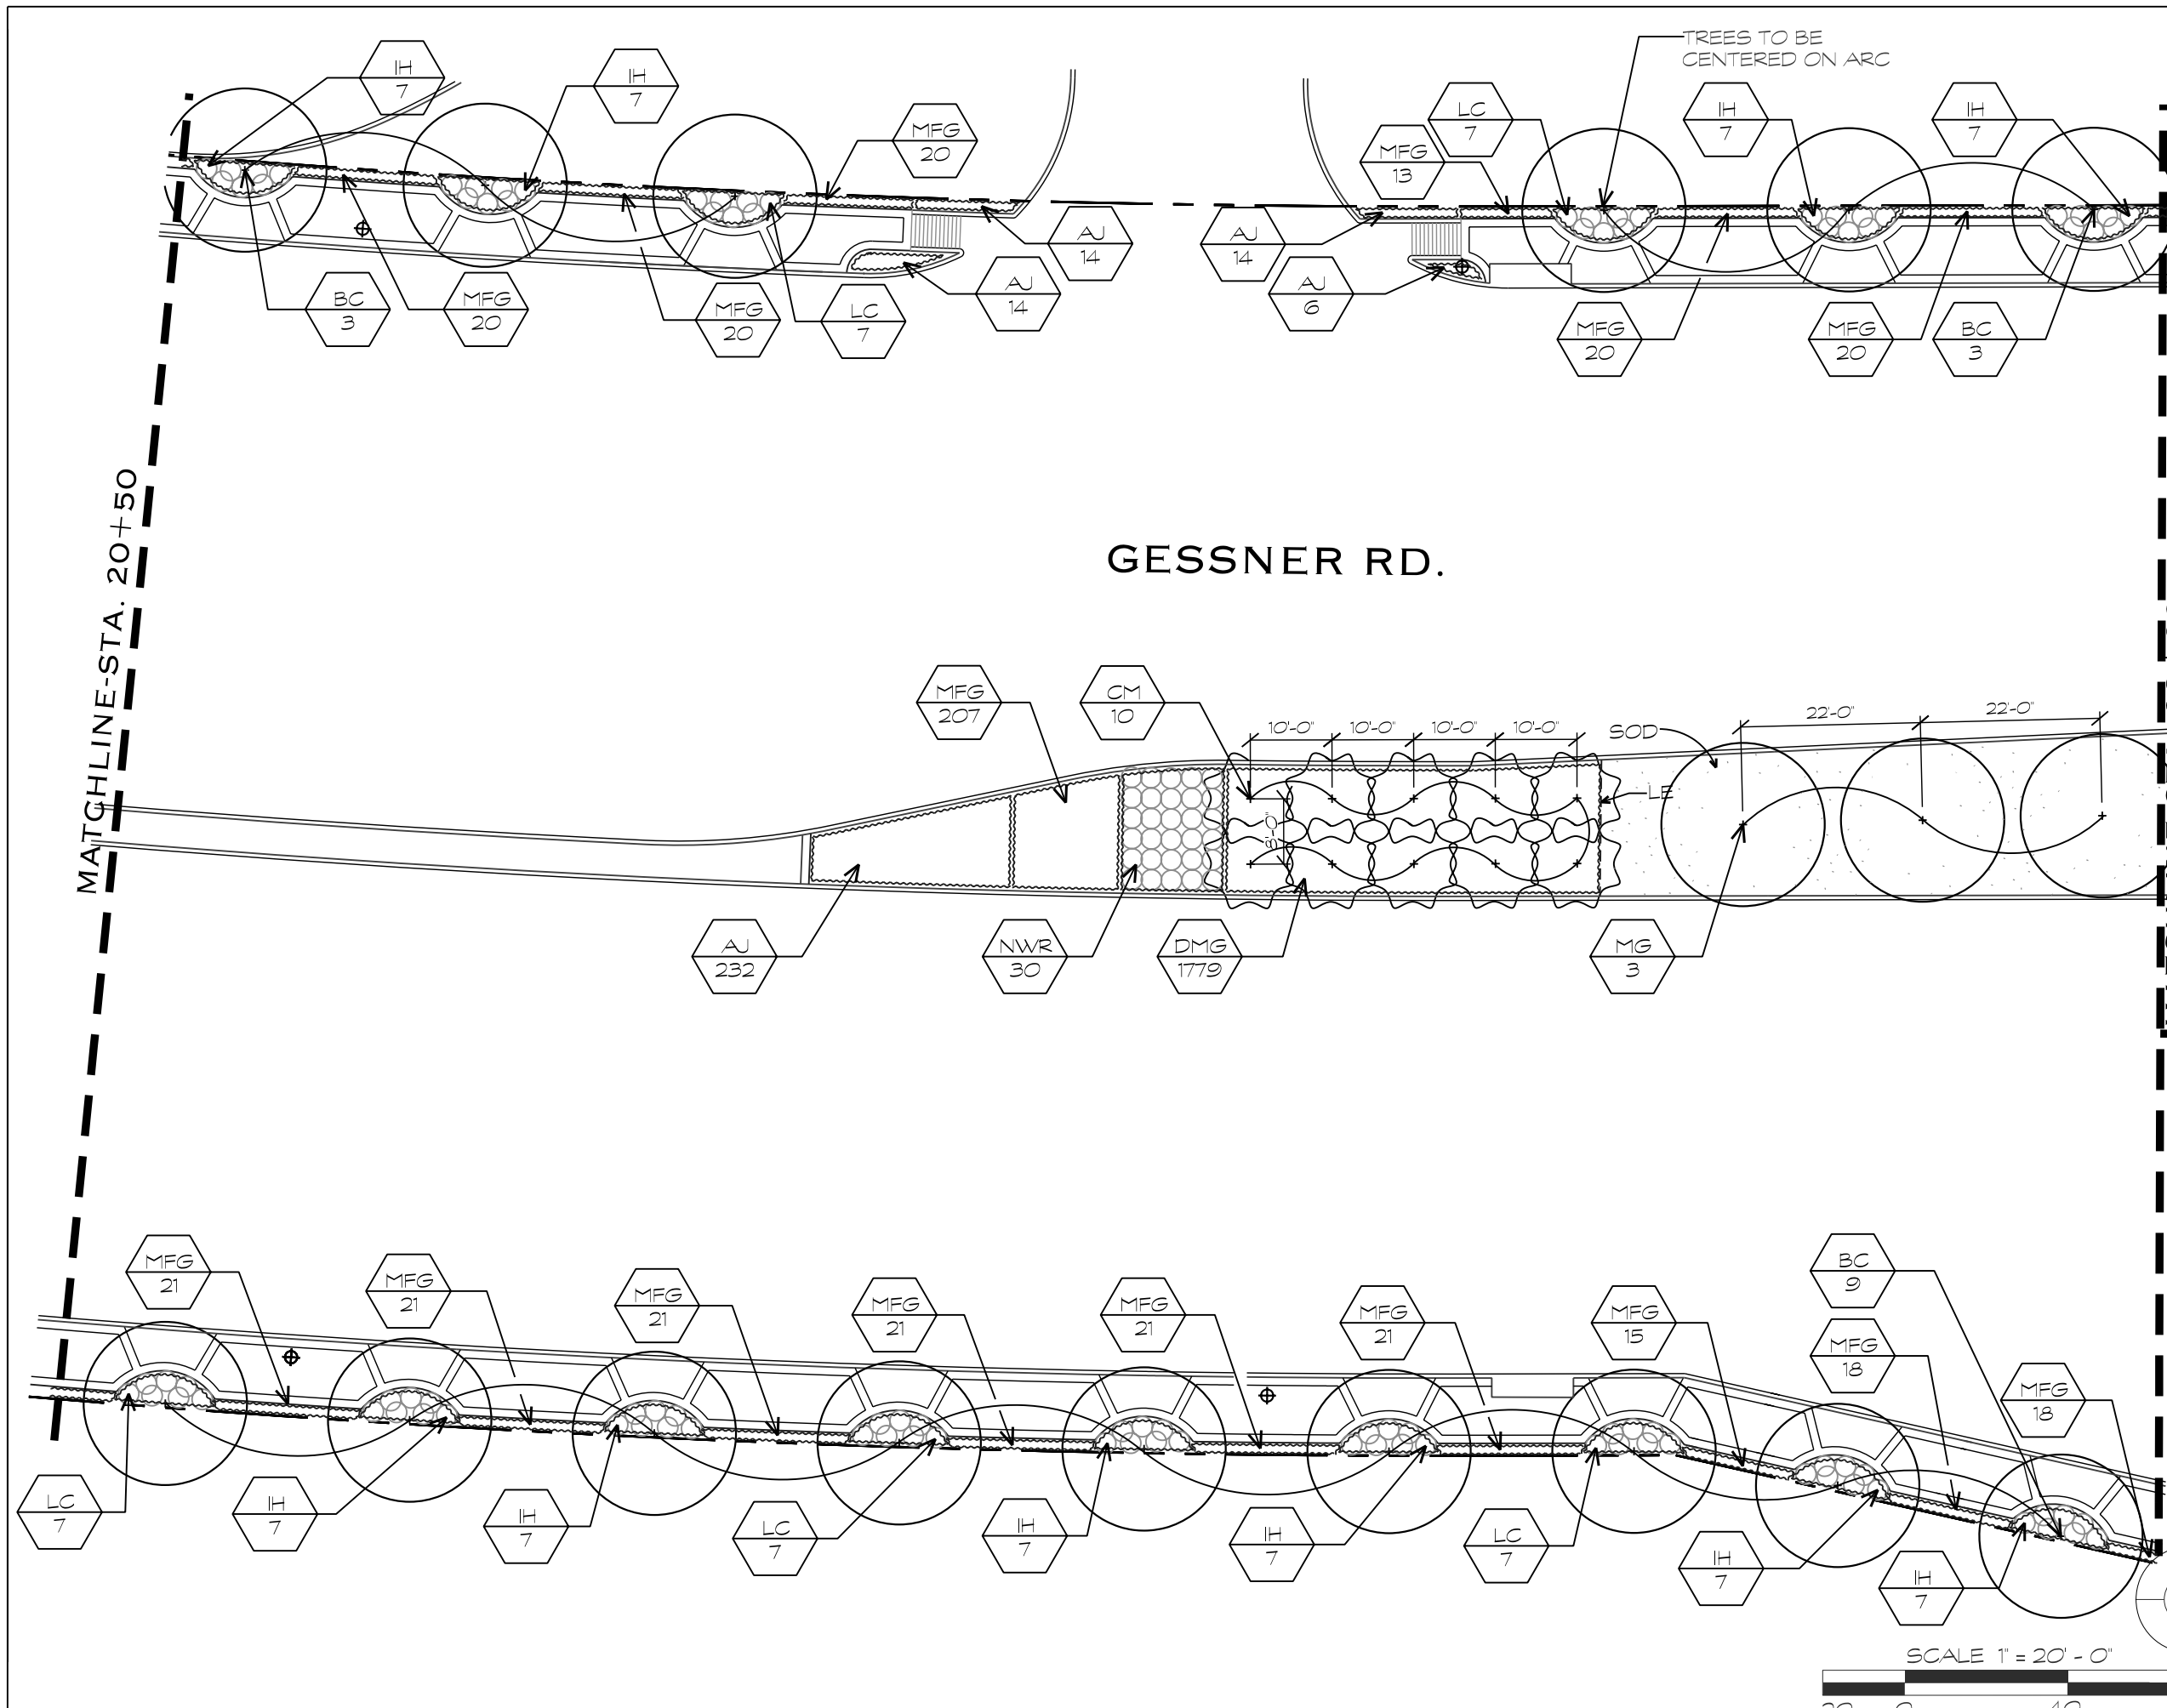 TREES TO BE
CENTERED ON ARC
IH
7
IH
7
MFG
20
LC
7
IH
7
IH
7
MFG
13
AJ
14
AJ
14
AJ
14
AJ
6
BC
3
MFG
20
MFG
20
LC
7
MFG
20
MFG
20
BC
3
MATCHLINE-STA. 20+50
GESSNER RD.
MFG
207
CM
10
10'-0" 10'-0" 10'-0" 10'-0"
SOD
22'-0" 22'-0"
8'-0"
LE
AJ
232
NWR
30
DMG
1779
MG
3
MFG
21
MFG
21
MFG
21
MFG
21
MFG
21
MFG
21
MFG
15
BC
9
MFG
18
MFG
18
LC
7
IH
7
IH
7
LC
7
IH
7
IH
7
LC
7
IH
7
IH
7
SCALE 1" = 20' - 0"